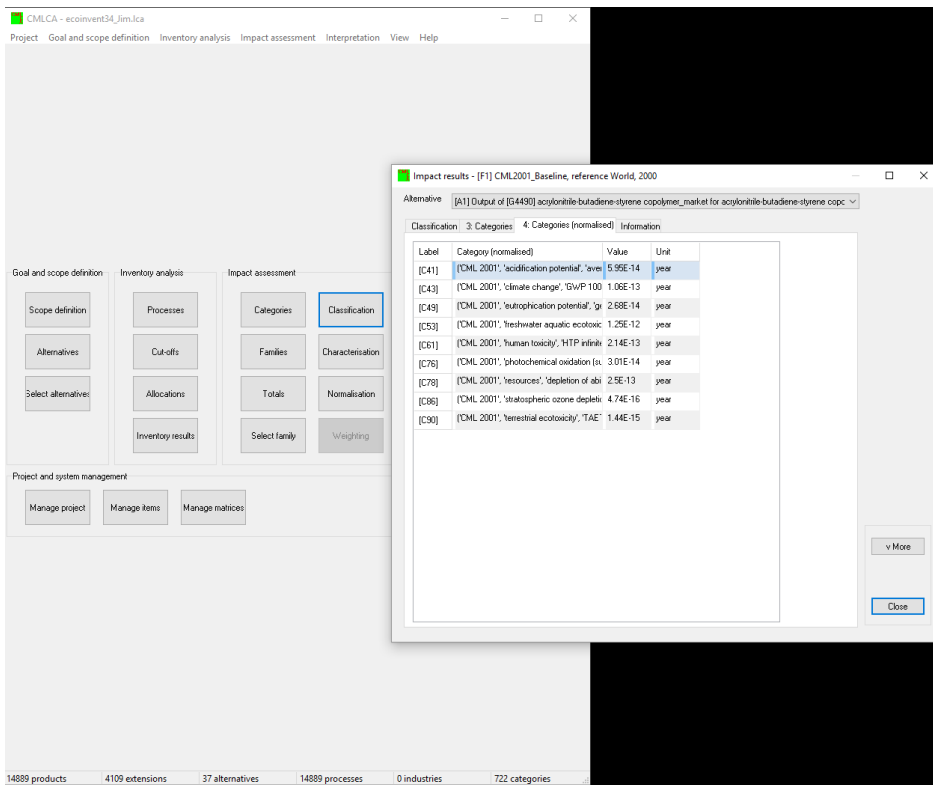 CMLCA - ecoinvent34_Jim.lca
Project Goal and scope definition Inventory analysis Impact assessment Interpretation View Help
Impact results - [F1] CML2001_Baseline, reference World, 2000
Alternative [A1] Output of [G4490] acrylonitrile-butadiene-styrene copolymer_market for acrylonitrile-butadiene-styrene copc
Classification 3: Categories 4: Categories (normalised) Information
Label Category (normalised) Value Unit
[C41] ('CML 2001', 'acidification potential', 'aver 5.95E-14 year
[C43] ('CML 2001', 'climate change', 'GWP 100 1.06E-13 year
[C49] ('CML 2001', 'eutrophication potential', 'ge 2.68E-14 year
[C53] ('CML 2001', 'freshwater aquatic ecotoxic 1.25E-12 year
[C61] ('CML 2001', 'human toxicity', 'HTP infinite 2.14E-13 year
[C76] ('CML 2001', 'photochemical oxidation (su 3.01E-14 year
[C78] ('CML 2001', 'resources', 'depletion of abi 2.5E-13 year
[C86] ('CML 2001', 'stratospheric ozone depletic 4.74E-16 year
[C90] ('CML 2001', 'terrestrial ecotoxicity', 'TAET 1.44E-15 year
v More
Close
Goal and scope definition Inventory analysis Impact assessment
Scope definition Processes Categories Classification
Alternatives Cut-offs Families Characterisation
Select alternatives Allocations Totals Normalisation
Inventory results Select family Weighting
Project and system management
Manage project Manage items Manage matrices
14889 products 4109 extensions 37 alternatives 14889 processes 0 industries 722 categories